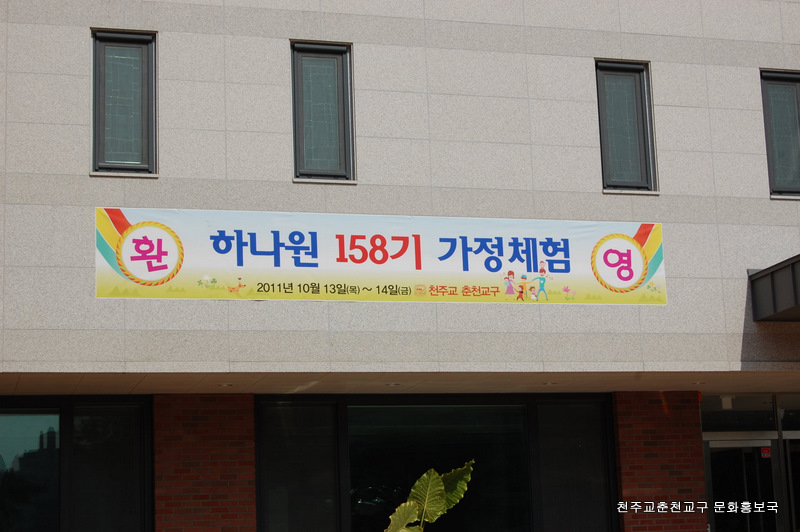 환 하나원 158기 가정체험 영
2011년 10월 13일(목) ~ 14일(금) 천주교 춘천교구
천주교춘천교구 문화홍보국